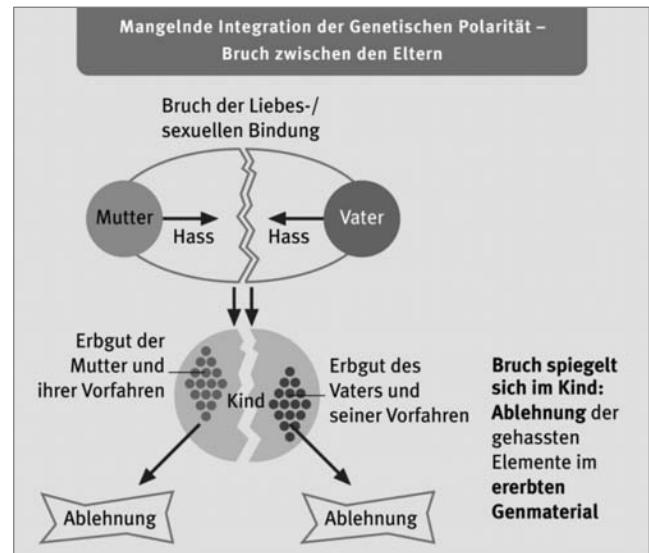 Mangelnde Integration der Genetischen Polarität –
Bruch zwischen den Eltern
Bruch der Liebes-/
sexuellen Bindung
Mutter
Hass
Hass
Vater
Erbgut der
Mutter und
ihrer Vorfahren
Kind
Erbgut des
Vaters und
seiner Vorfahren
Bruch spiegelt
sich im Kind:
Ablehnung der
gehassten
Elemente im
ererbten
Genmaterial
Ablehnung
Ablehnung